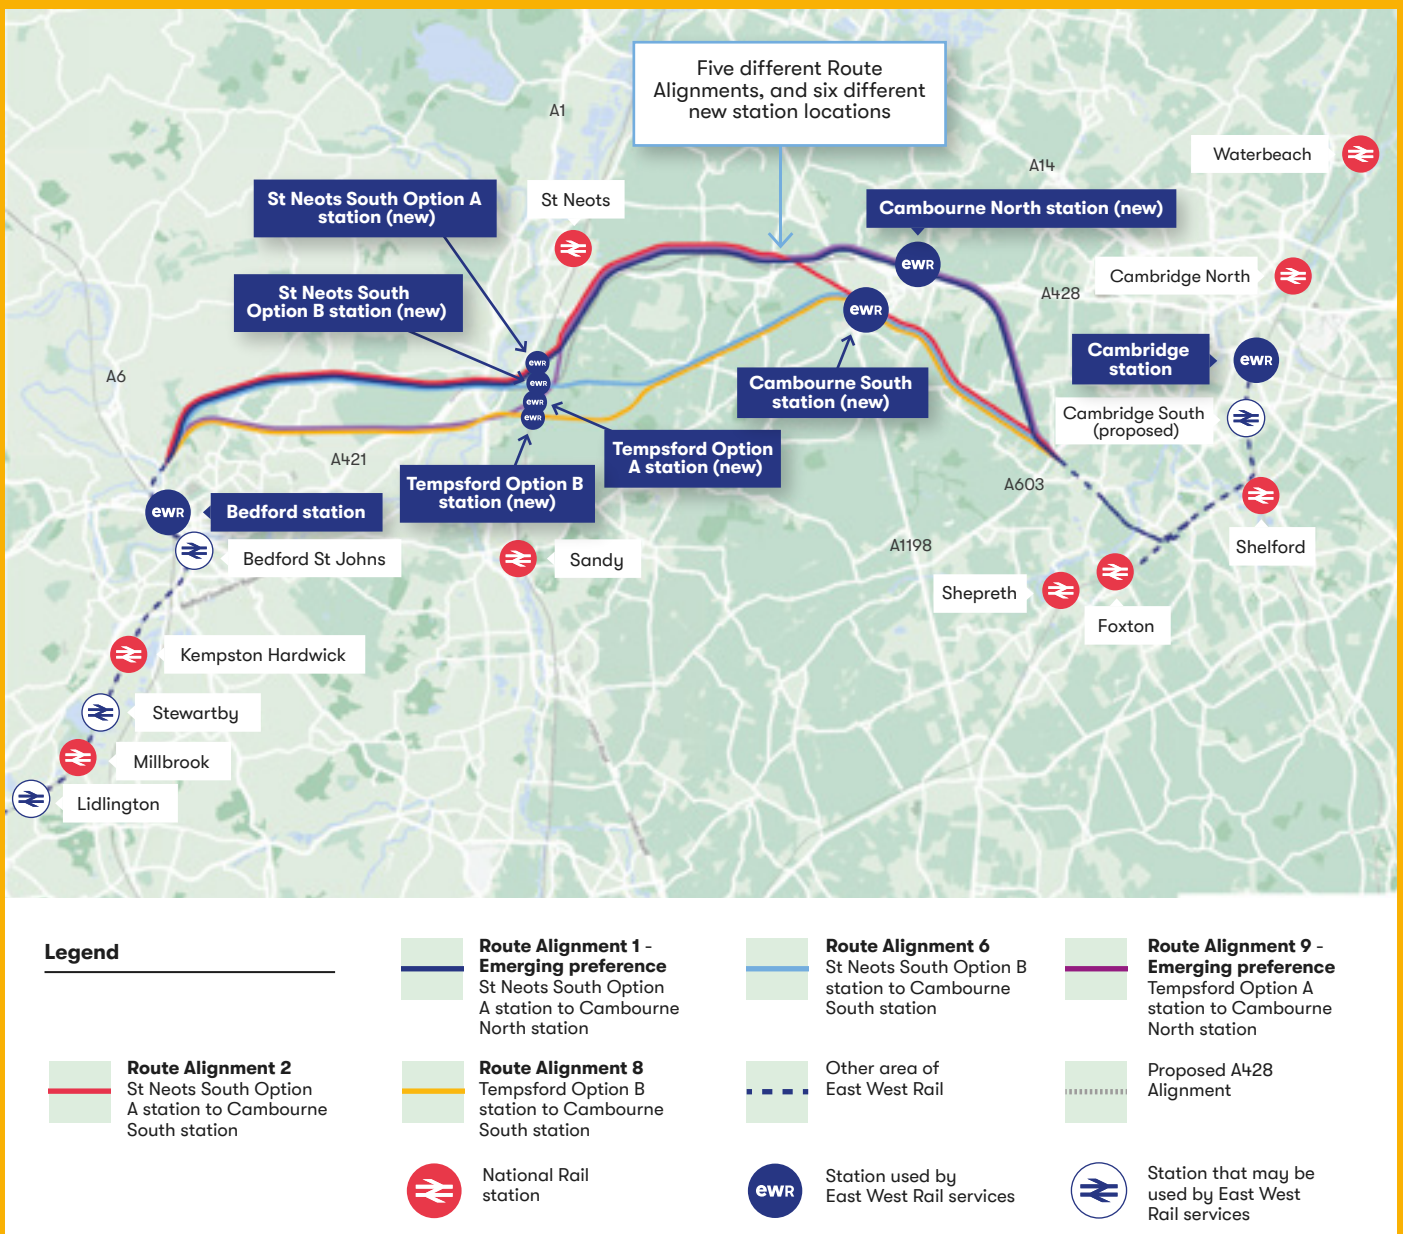 Five different Route
Alignments, and six different
new station locations
A1
A14
Waterbeach
St Neots South Option A
station (new)
St Neots
Cambourne North station (new)
ewR
Cambridge North
St Neots South
Option B station (new)
A428
ewR
Cambridge
station
ewR
ewR
ewR
ewR
ewR
A6
Cambourne South
station (new)
Cambridge South
(proposed)
A421
Tempsford Option
A station (new)
Tempsford Option B
station (new)
A603
ewR
Bedford station
A1198
Shelford
Bedford St Johns
Sandy
Shepreth
Foxton
Kempston Hardwick
Stewartby
Millbrook
Lidlington
Legend
Route Alignment 1 -
Emerging preference
St Neots South Option
A station to Cambourne
North station
Route Alignment 6
St Neots South Option B
station to Cambourne
South station
Route Alignment 9 -
Emerging preference
Tempsford Option A
station to Cambourne
North station
Route Alignment 2
St Neots South Option
A station to Cambourne
South station
Route Alignment 8
Tempsford Option B
station to Cambourne
South station
Other area of
East West Rail
Proposed A428
Alignment
National Rail
station
ewR
Station used by
East West Rail services
Station that may be
used by East West
Rail services